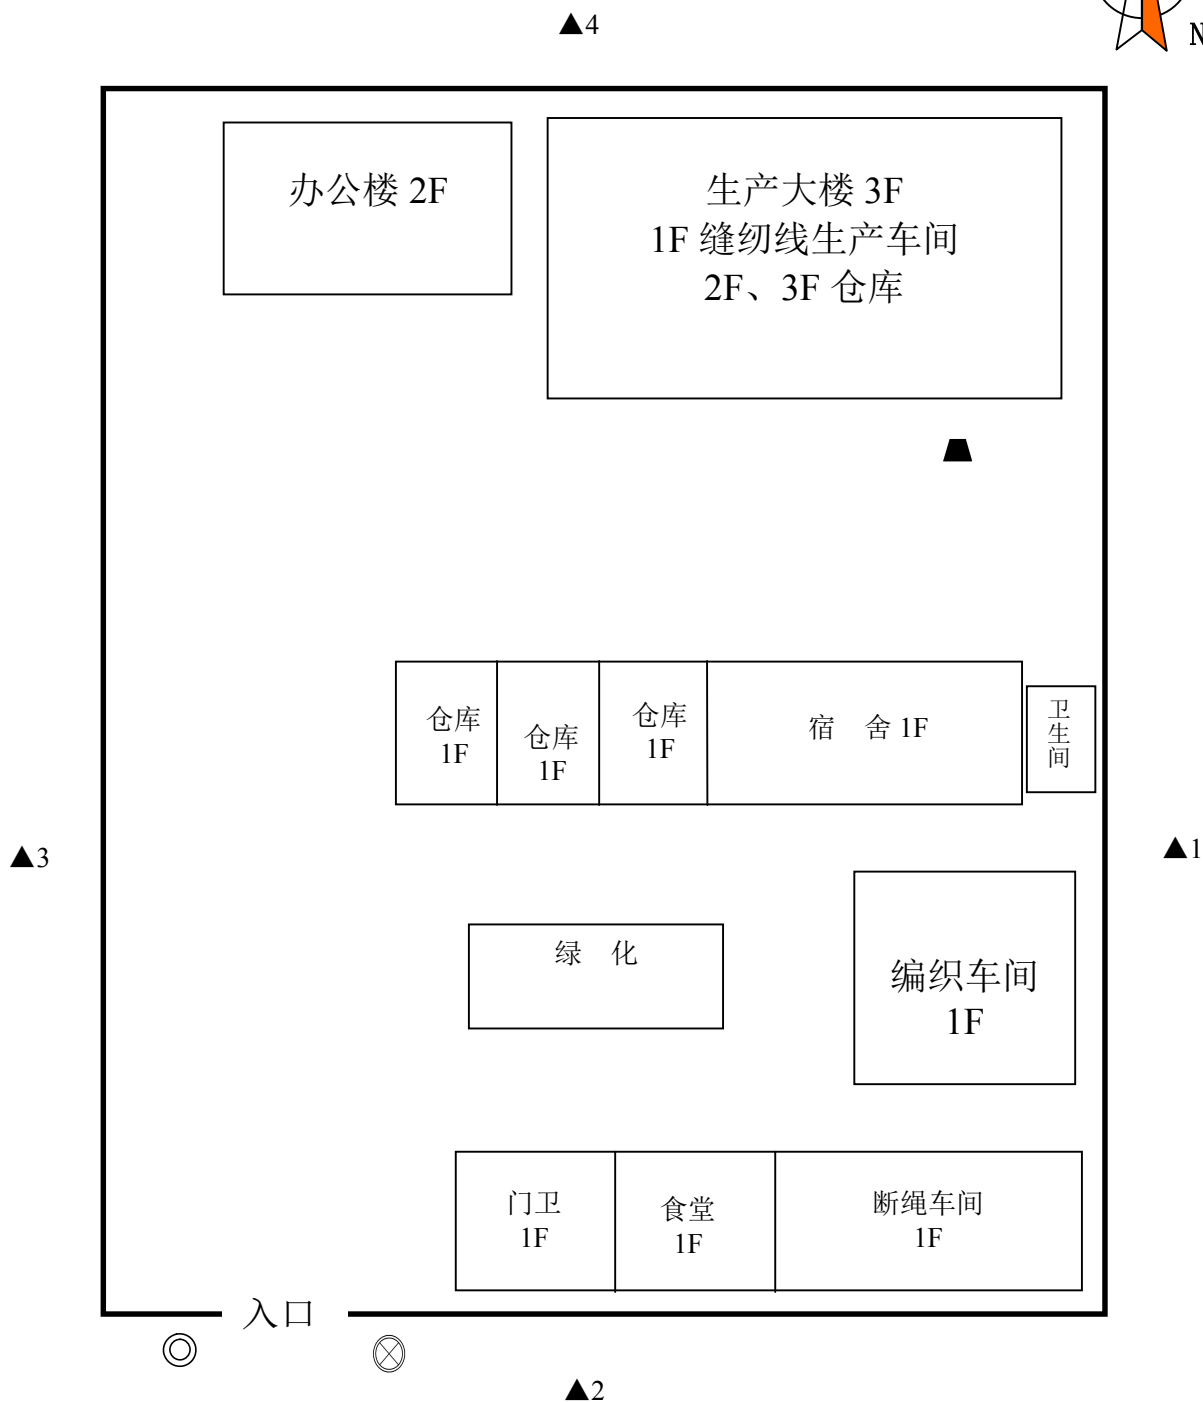 ▲4
N
办公楼 2F
生产大楼 3F
1F 缝纫线生产车间
2F、3F 仓库
仓库
1F
仓库
1F
仓库
1F
宿 舍 1F
卫生间
▲3
▲1
绿 化
编织车间
1F
门卫
1F
食堂
1F
断绳车间
1F
入口
▲2